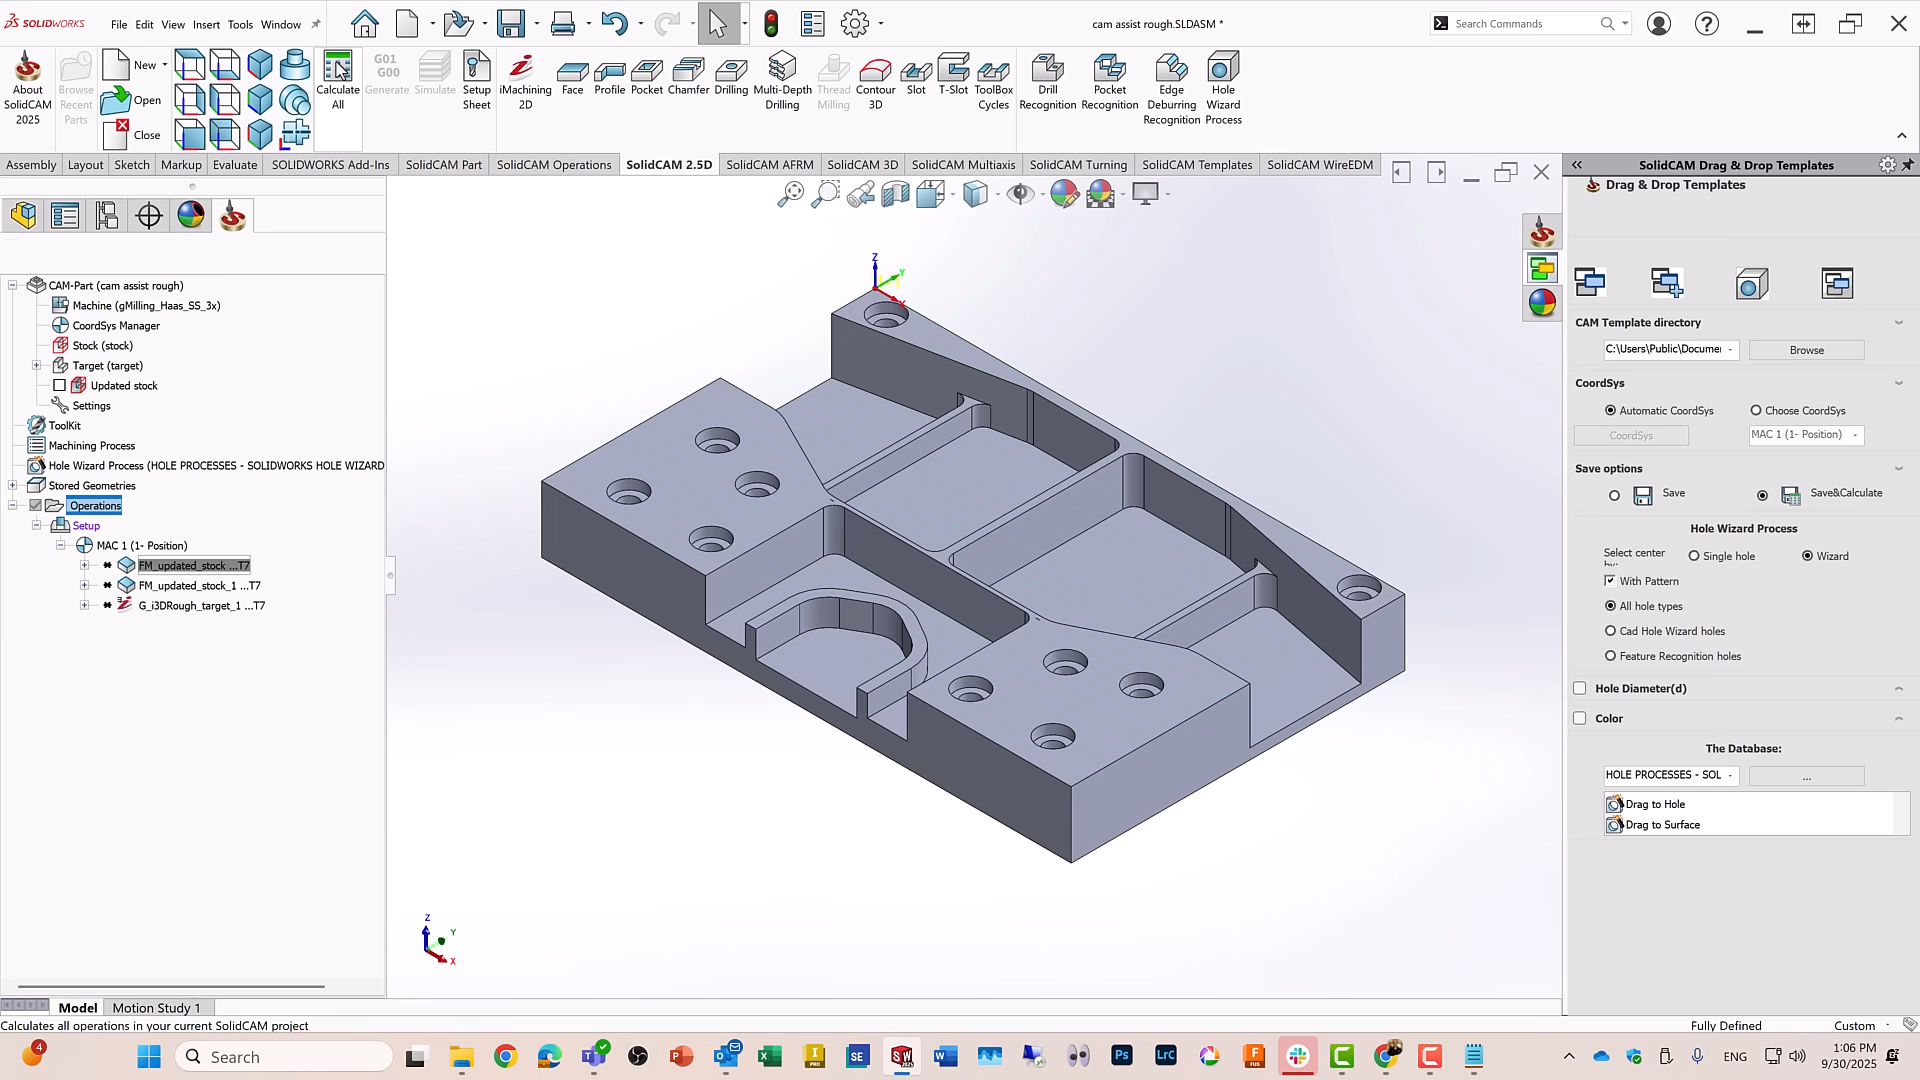 SOLIDWORKS
File Edit View Insert Tools Window
cam assist rough.SLDASM *
Search Commands
About SolidCAM 2025
Browse Recent Parts
New
Open
Close
Calculate All
G01 G00 Generate
Simulate
Setup Sheet
iMachining 2D
Face
Profile
Pocket
Chamfer
Drilling
Multi-Depth Drilling
Thread Milling
Contour 3D
Slot
T-Slot
ToolBox Cycles
Drill Recognition
Pocket Recognition
Edge Deburring Recognition
Hole Wizard Process
Assembly Layout Sketch Markup Evaluate SOLIDWORKS Add-Ins SolidCAM Part SolidCAM Operations SolidCAM 2.5D SolidCAM AFRM SolidCAM 3D SolidCAM Multiaxis SolidCAM Turning SolidCAM Templates SolidCAM WireEDM
CAM-Part (cam assist rough)
Machine (gMilling_Haas_SS_3x)
CoordSys Manager
Stock (stock)
Target (target)
Updated stock
Settings
ToolKit
Machining Process
Hole Wizard Process (HOLE PROCESSES - SOLIDWORKS HOLE WIZARD
Stored Geometries
Operations
Setup
MAC 1 (1- Position)
FM_updated_stock ...T7
FM_updated_stock_1 ...T7
G_i3DRough_target_1 ...T7
Z Y X
Z Y X
SolidCAM Drag & Drop Templates
Drag & Drop Templates
CAM Template directory
C:\Users\Public\Documer
Browse
CoordSys
Automatic CoordSys
Choose CoordSys
CoordSys
MAC 1 (1- Position)
Save options
Save
Save&Calculate
Hole Wizard Process
Select center by:
Single hole
Wizard
With Pattern
All hole types
Cad Hole Wizard holes
Feature Recognition holes
Hole Diameter(d)
Color
The Database:
HOLE PROCESSES - SOL
...
Drag to Hole
Drag to Surface
Model Motion Study 1
Calculates all operations in your current SolidCAM project
Fully Defined
Custom
4
Search
I PRO
SE
SW 2025
Ps
LrC
F FUS
ENG
1:06 PM
9/30/2025